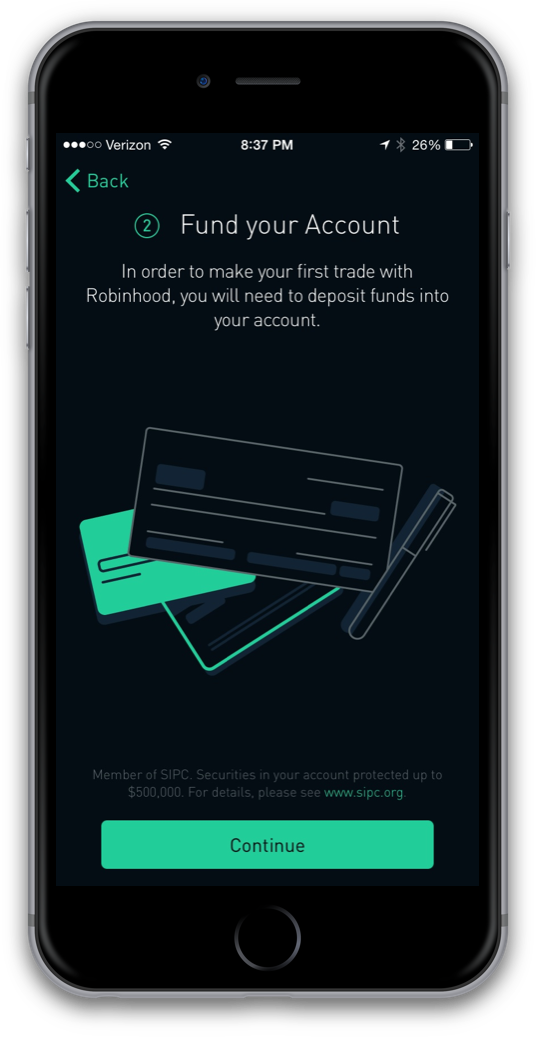 Verizon 8:37 PM 26%
Back
2 Fund your Account
In order to make your first trade with
Robinhood, you will need to deposit funds into
your account.
Member of SIPC. Securities in your account protected up to
$500,000. For details, please see www.sipc.org.
Continue